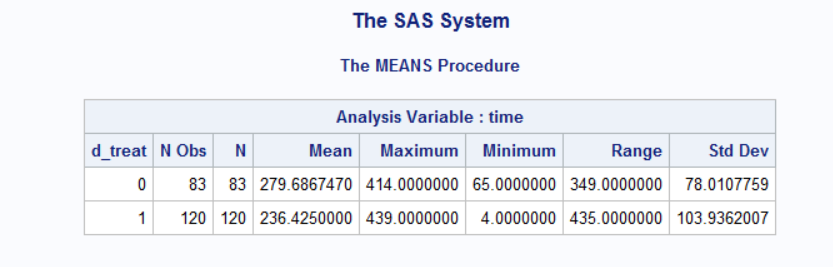 The SAS System
The MEANS Procedure
Analysis Variable : time
d_treat N Obs N Mean Maximum Minimum Range Std Dev
0 83 83 279.6867470 414.0000000 65.0000000 349.0000000 78.0107759
1 120 120 236.4250000 439.0000000 4.0000000 435.0000000 103.9362007